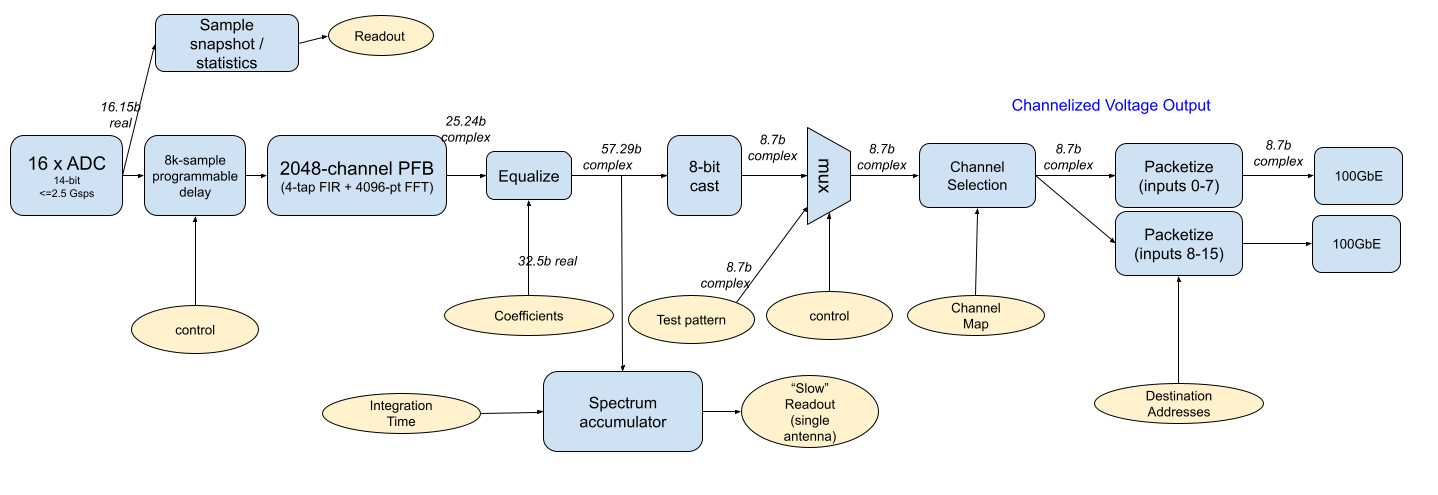 Sample
snapshot /
statistics
Readout
16.15b
real
Channelized Voltage Output
16 x ADC
14-bit
<=2.5 Gsps
8k-sample
programmable
delay
2048-channel PFB
(4-tap FIR + 4096-pt FFT)
25.24b
complex
Equalize
57.29b
complex
8-bit
cast
8.7b
complex
mux
8.7b
complex
Channel
Selection
8.7b
complex
Packetize
(inputs 0-7)
8.7b
complex
100GbE
Packetize
(inputs 8-15)
100GbE
32.5b real
8.7b
complex
control
Coefficients
Test pattern
control
Channel
Map
Integration
Time
Spectrum
accumulator
“Slow”
Readout
(single
antenna)
Destination
Addresses